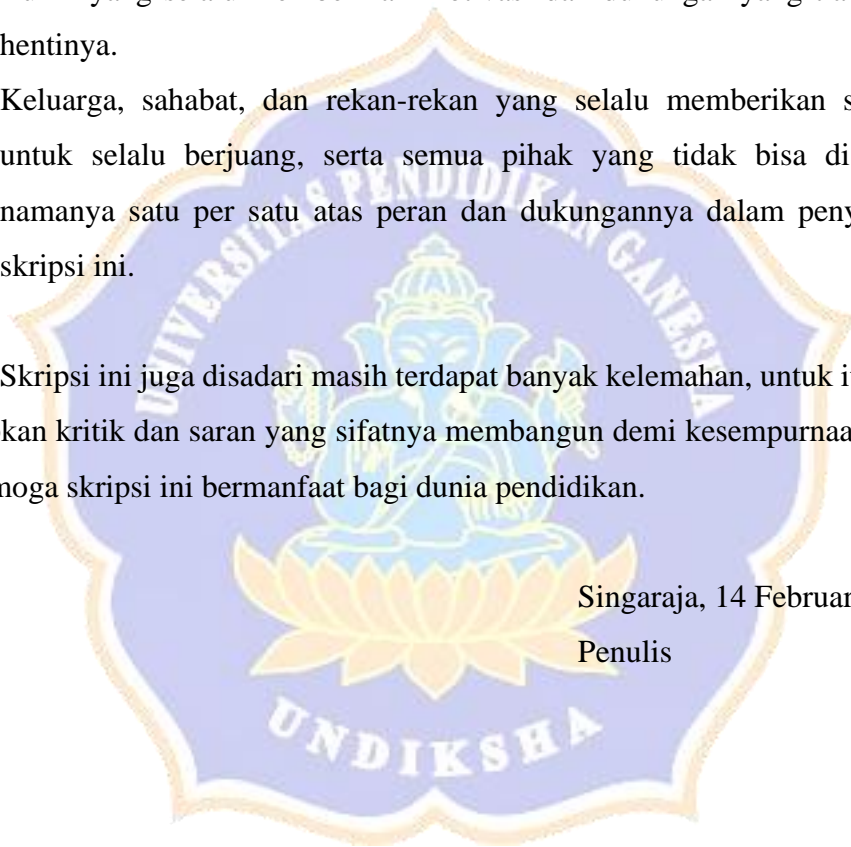 hentinya.
Keluarga, sahabat, dan rekan-rekan yang selalu memberikan s
untuk selalu berjuang, serta semua pihak yang tidak bisa di
namanya satu per satu atas peran dan dukungannya dalam peny
skripsi ini.
Skripsi ini juga disadari masih terdapat banyak kelemahan, untuk i
kan kritik dan saran yang sifatnya membangun demi kesempurnaa
moga skripsi ini bermanfaat bagi dunia pendidikan.
Singaraja, 14 Februar
Penulis
UNIVERSITAS PENDIDIKAN GANESHA
UNDIKSHA